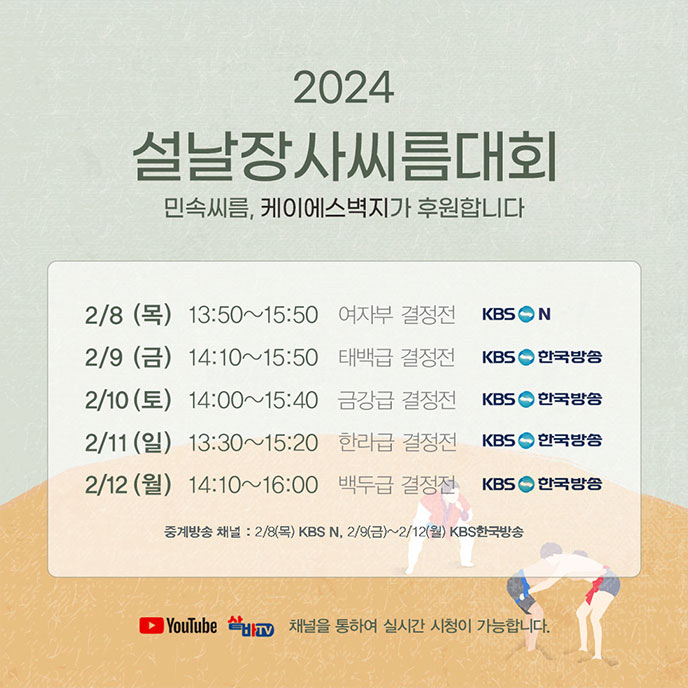 2024
설날장사씨름대회
민속씨름, 케이에스벽지가 후원합니다
2/8 (목) 13:50~15:50 여자부 결정전 KBS N
2/9 (금) 14:10~15:50 태백급 결정전 KBS 한국방송
2/10 (토) 14:00~15:40 금강급 결정전 KBS 한국방송
2/11 (일) 13:30~15:20 한라급 결정전 KBS 한국방송
2/12 (월) 14:10~16:00 백두급 결정전 KBS 한국방송
중계방송 채널 : 2/8(목) KBS N, 2/9(금)~2/12(월) KBS한국방송
YouTube 샅바TV 채널을 통하여 실시간 시청이 가능합니다.